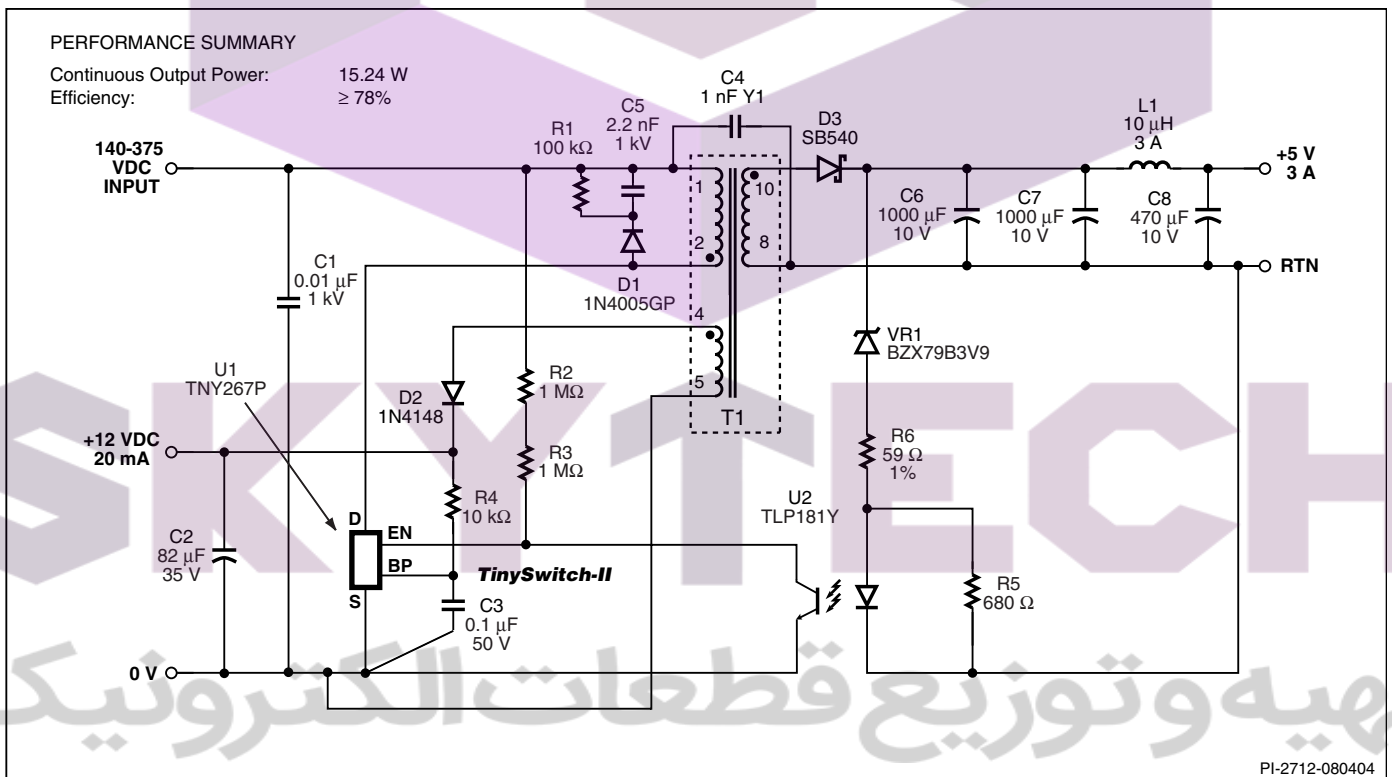 PERFORMANCE SUMMARY
Continuous Output Power: 15.24 W
Efficiency: ≥ 78%
C4
1 nF Y1
C5
2.2 nF
1 kV
R1
100 kΩ
D3
SB540
L1
10 μH
3 A
140-375
VDC
INPUT
+5 V
3 A
1
10
C6
1000 μF
10 V
C7
1000 μF
10 V
C8
470 μF
10 V
2
8
RTN
C1
0.01 μF
1 kV
D1
1N4005GP
4
VR1
BZX79B3V9
U1
TNY267P
D2
1N4148
R2
1 MΩ
5
T1
+12 VDC
20 mA
R3
1 MΩ
R6
59 Ω
1%
R4
10 kΩ
U2
TLP181Y
SKYTECH
D
EN
BP
S
TinySwitch-II
C2
82 μF
35 V
C3
0.1 μF
50 V
R5
680 Ω
0 V
تهیه و توزیع قطعات الکترونیک
PI-2712-080404